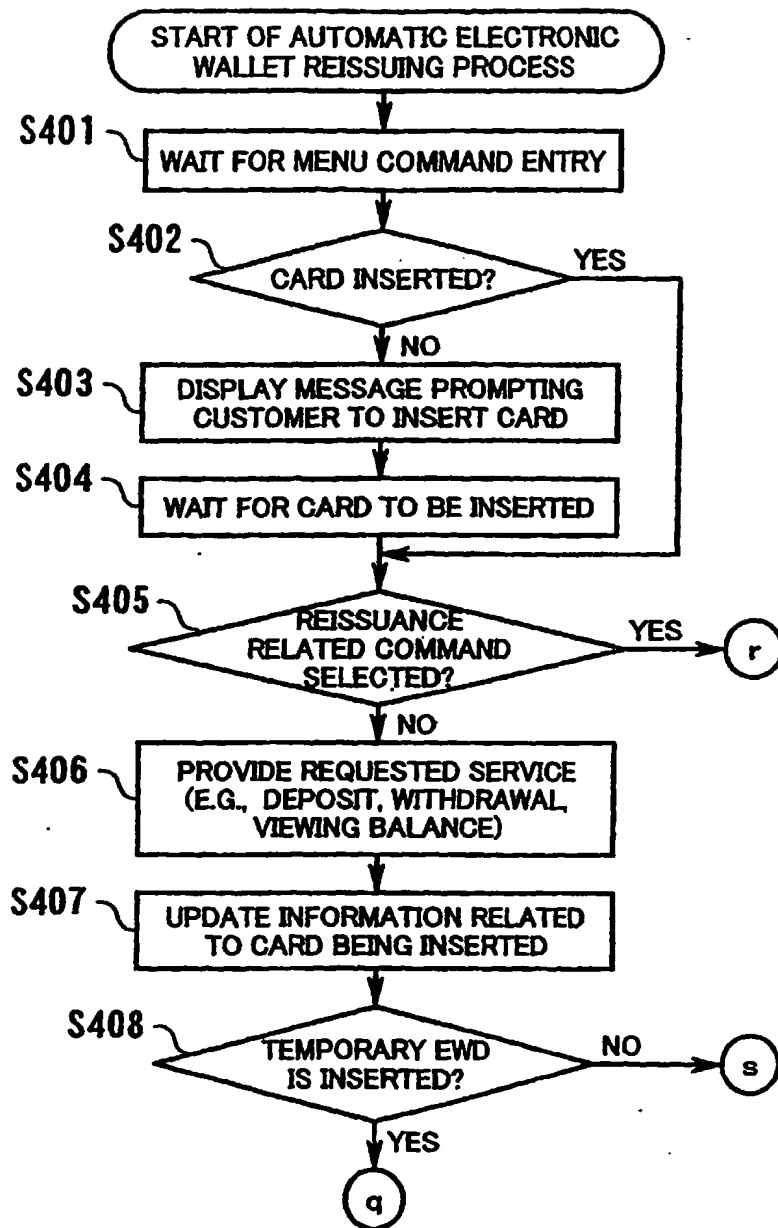 START OF AUTOMATIC ELECTRONIC
WALLET REISSUING PROCESS
S401
WAIT FOR MENU COMMAND ENTRY
S402
CARD INSERTED?
YES
NO
S403
DISPLAY MESSAGE PROMPTING
CUSTOMER TO INSERT CARD
S404
WAIT FOR CARD TO BE INSERTED
S405
REISSUANCE
RELATED COMMAND
SELECTED?
YES
r
NO
S406
PROVIDE REQUESTED SERVICE
(E.G., DEPOSIT, WITHDRAWAL,
VIEWING BALANCE)
S407
UPDATE INFORMATION RELATED
TO CARD BEING INSERTED
S408
TEMPORARY EWD
IS INSERTED?
NO
s
YES
q